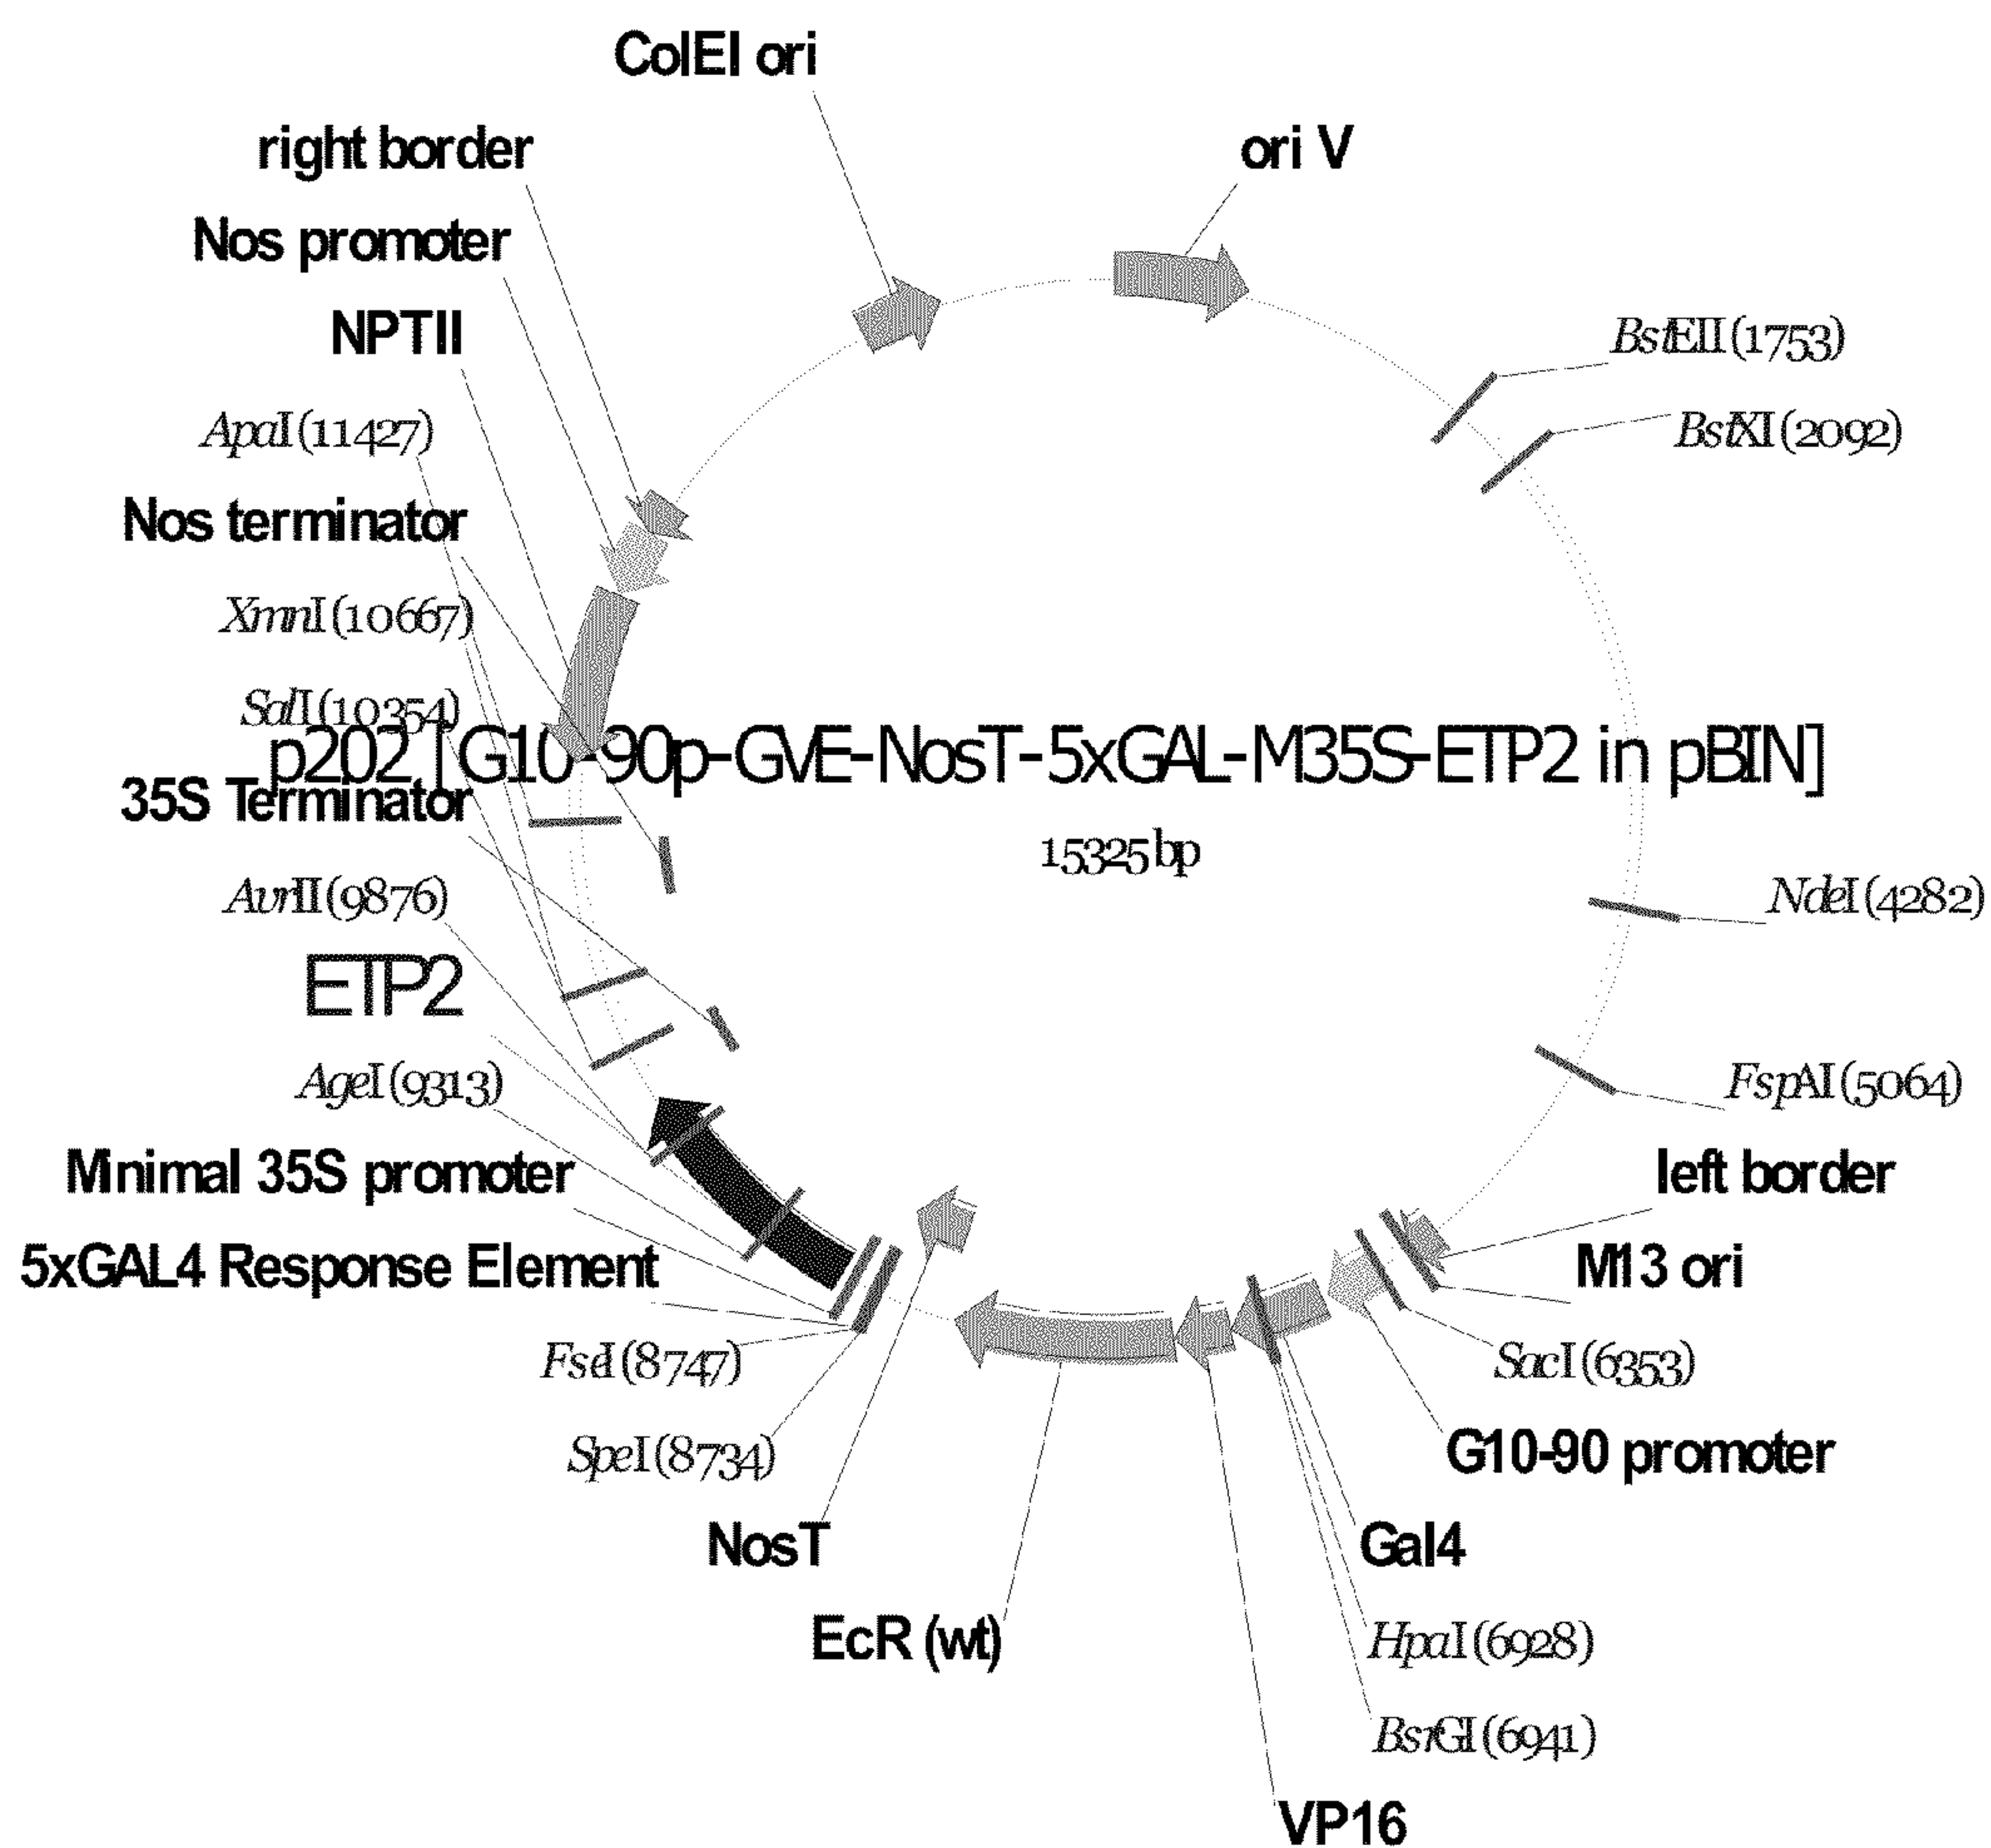 ColEI ori
right border
ori V
Nos promoter
NPTII
BstEII (1753)
ApaI (11427)
BstXI (2092)
Nos terminator
XmnI (10667)
SalI (10354)
p202 [G10-90p-GVE-NosT-5xGAL-M35S-ETP2 in pBIN]
35S Terminator
15325 bp
AvrII (9876)
NdeI (4282)
ETP2
AgeI (9313)
FspAI (5064)
Minimal 35S promoter
left border
5xGAL4 Response Element
M13 ori
FseI (8747)
SacI (6353)
SpeI (8734)
G10-90 promoter
NosT
Gal4
EcR (wt)
HpaI (6928)
BsrGI (6941)
VP16